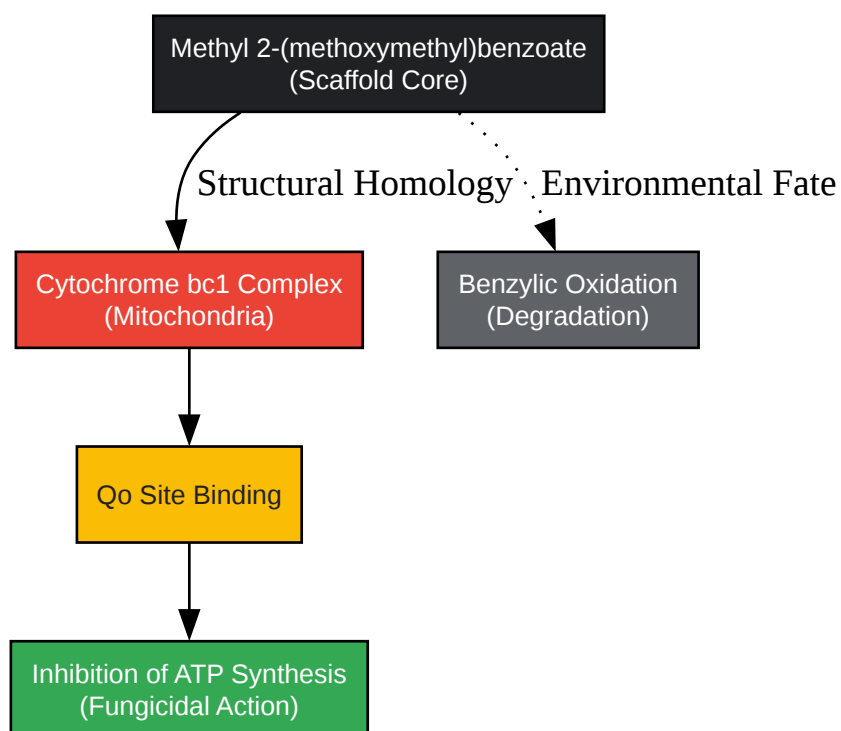 Methyl 2-(methoxymethyl)benzoate
(Scaffold Core)
Structural Homology
Environmental Fate
Cytochrome bc1 Complex
(Mitochondria)
Benzylic Oxidation
(Degradation)
Qo Site Binding
Inhibition of ATP Synthesis
(Fungicidal Action)